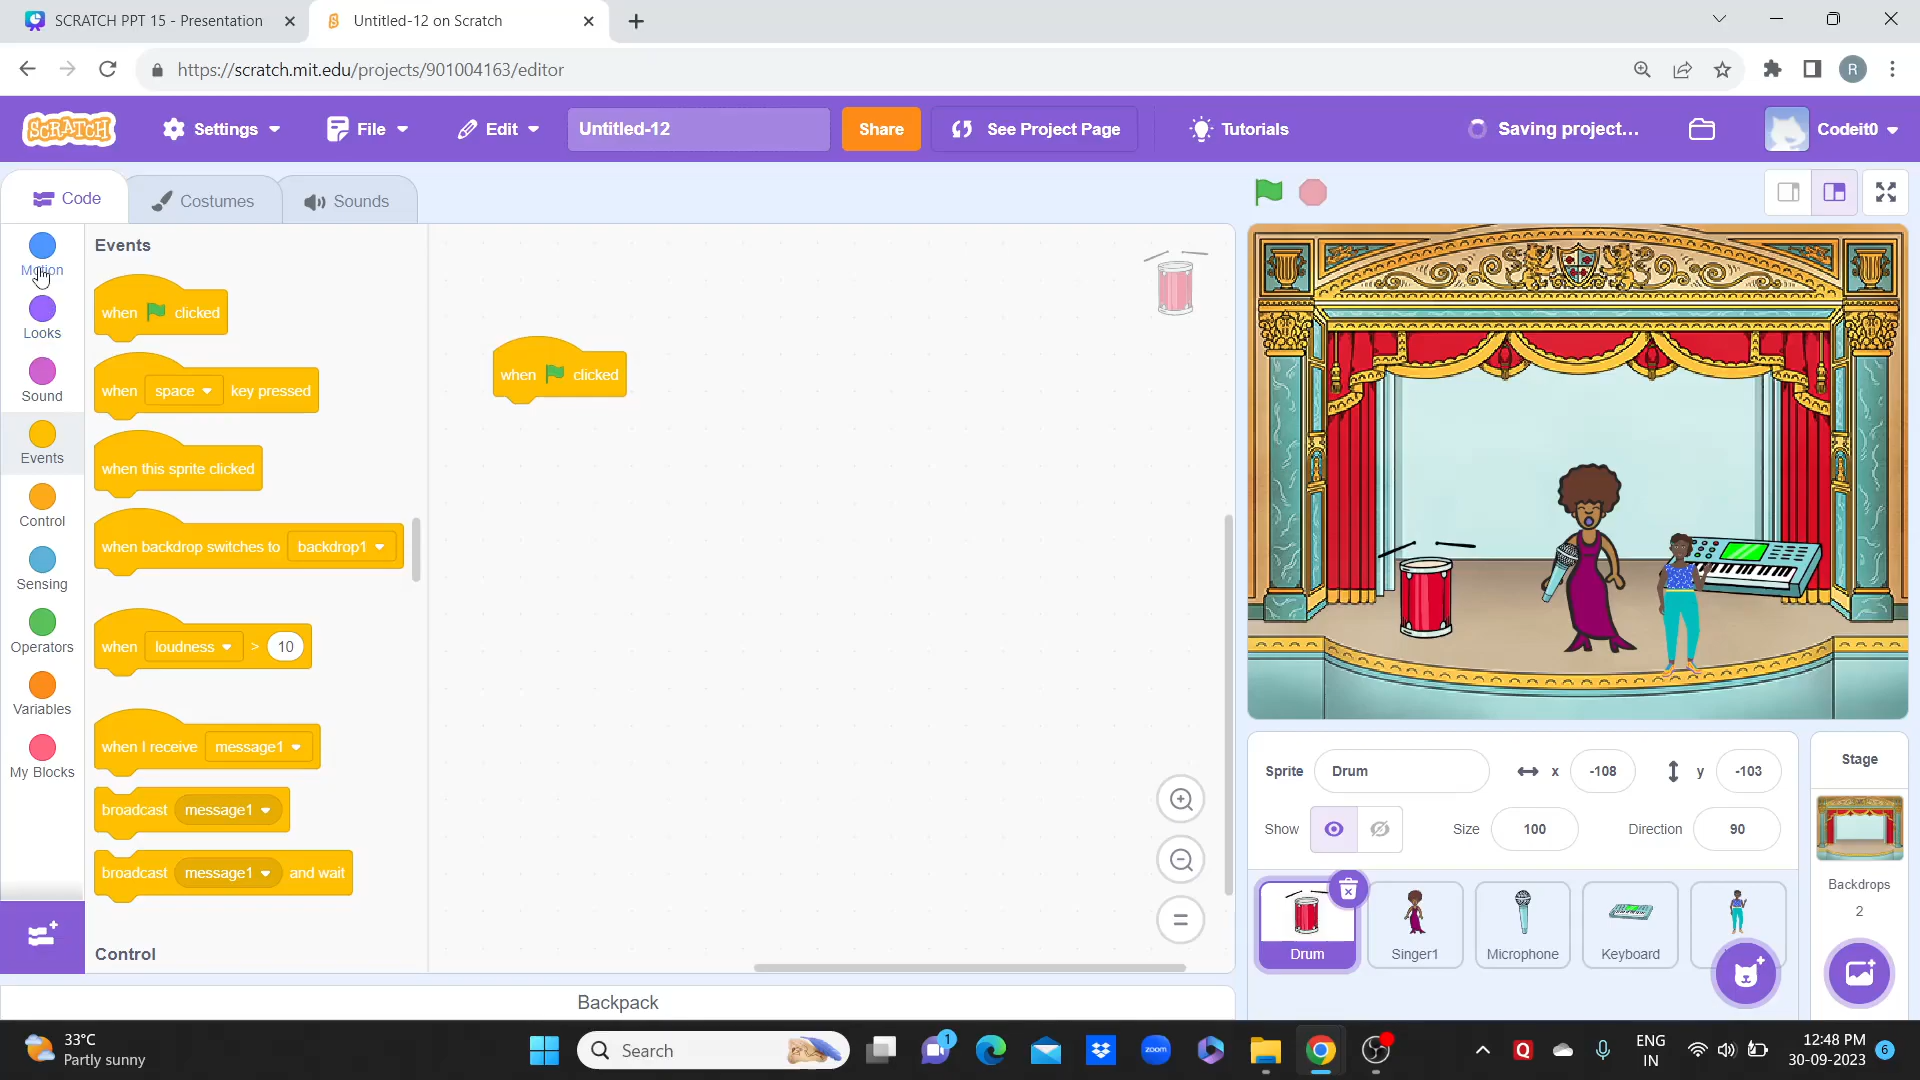 SCRATCH PPT 15 - Presentation
Untitled-12 on Scratch
https://scratch.mit.edu/projects/901004163/editor
R
SCRATCH
Settings
File
Edit
Untitled-12
Share
See Project Page
Tutorials
Saving project...
Codeit0
Code
Costumes
Sounds
Motion
Looks
Sound
Events
Control
Sensing
Operators
Variables
My Blocks
Events
when clicked
when space key pressed
when this sprite clicked
when backdrop switches to backdrop1
when loudness > 10
when I receive message1
broadcast message1
broadcast message1 and wait
Control
when clicked
Sprite
Drum
x
-108
y
-103
Show
Size
100
Direction
90
Drum
Singer1
Microphone
Keyboard
Stage
Backdrops
2
Backpack
33°C
Partly sunny
Search
1
zoom
Q
ENG
IN
12:48 PM
30-09-2023
6